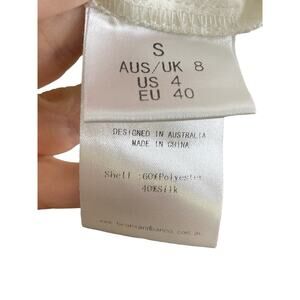 S
AUS/UK 8
US 4
EU 40
DESIGNED IN AUSTRALIA
MADE IN CHINA
Shell :60%Polyester
40%Silk